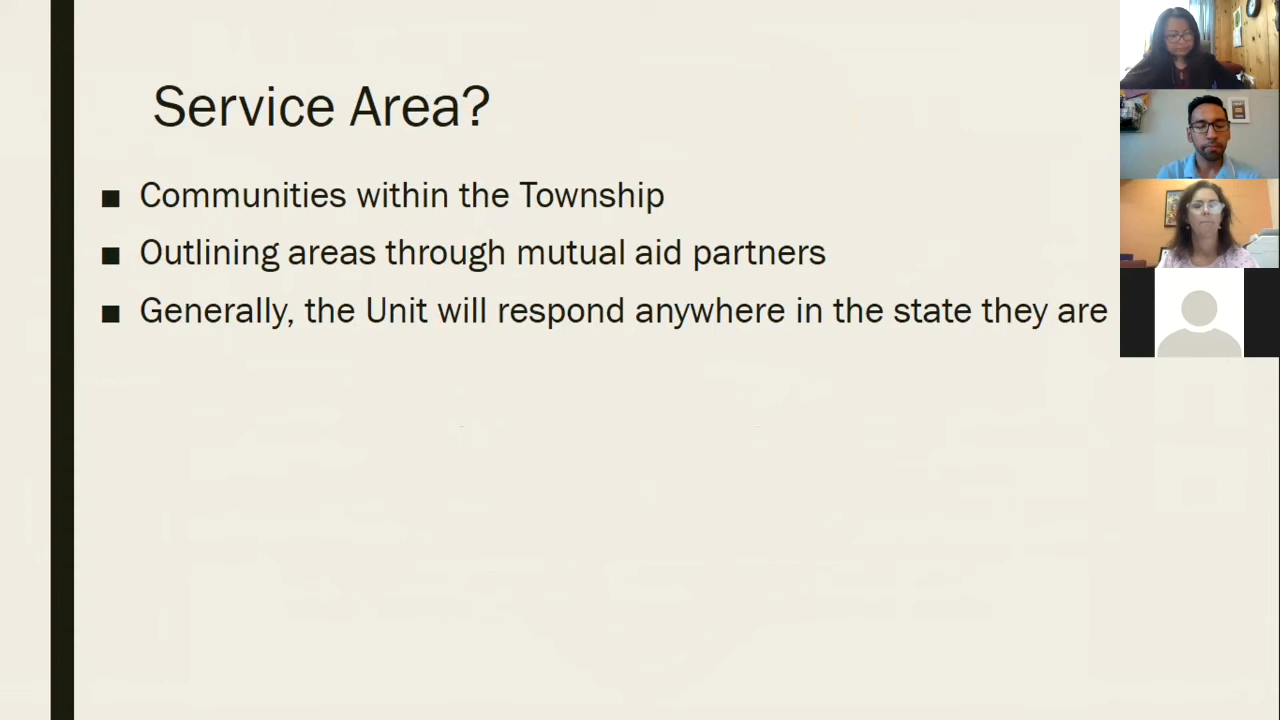 Service Area?
■ Communities within the Township
■ Outlining areas through mutual aid partners
■ Generally, the Unit will respond anywhere in the state they are